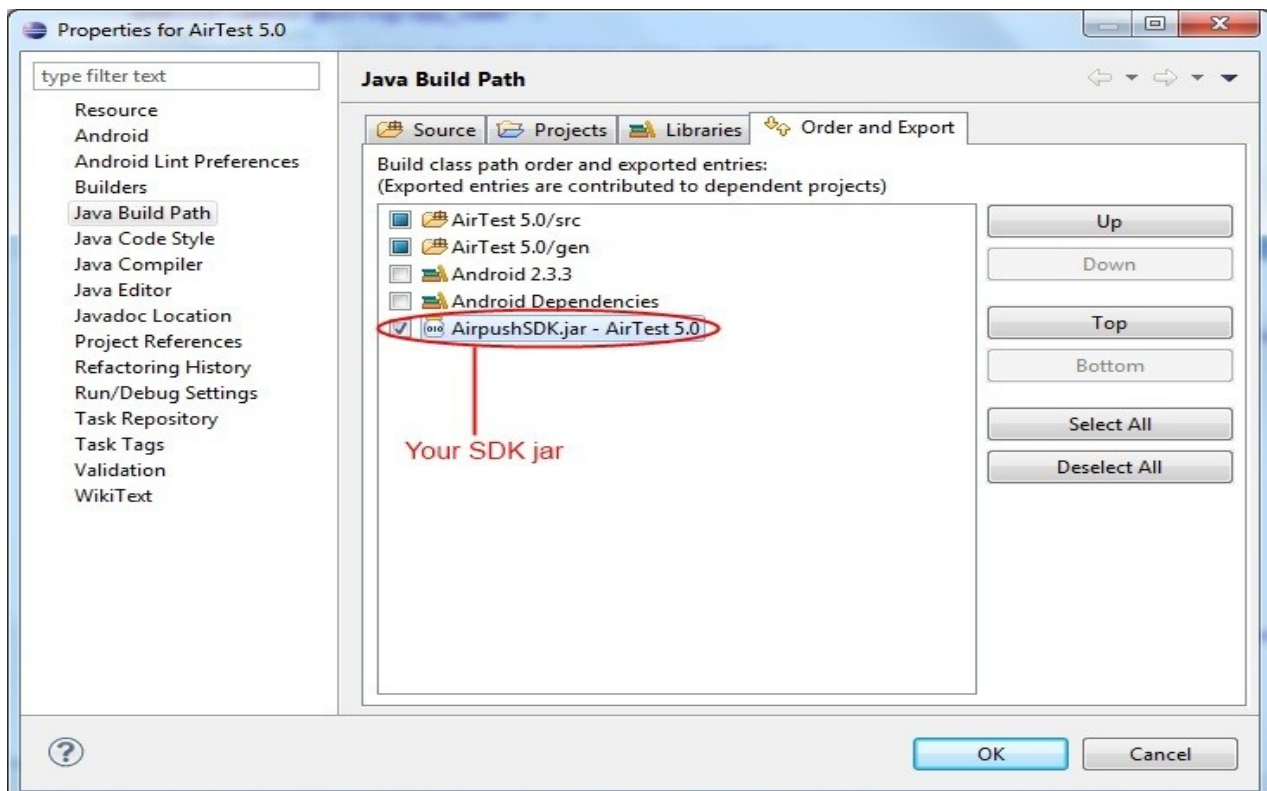 Properties for AirTest 5.0
type filter text
Resource
Android
Android Lint Preferences
Builders
Java Build Path
Java Code Style
Java Compiler
Java Editor
Javadoc Location
Project References
Refactoring History
Run/Debug Settings
Task Repository
Task Tags
Validation
WikiText
Java Build Path
Source
Projects
Libraries
Order and Export
Build class path order and exported entries:
(Exported entries are contributed to dependent projects)
AirTest 5.0/src
AirTest 5.0/gen
Android 2.3.3
Android Dependencies
AirpushSDK.jar - AirTest 5.0
Your SDK jar
Up
Down
Top
Bottom
Select All
Deselect All
OK
Cancel